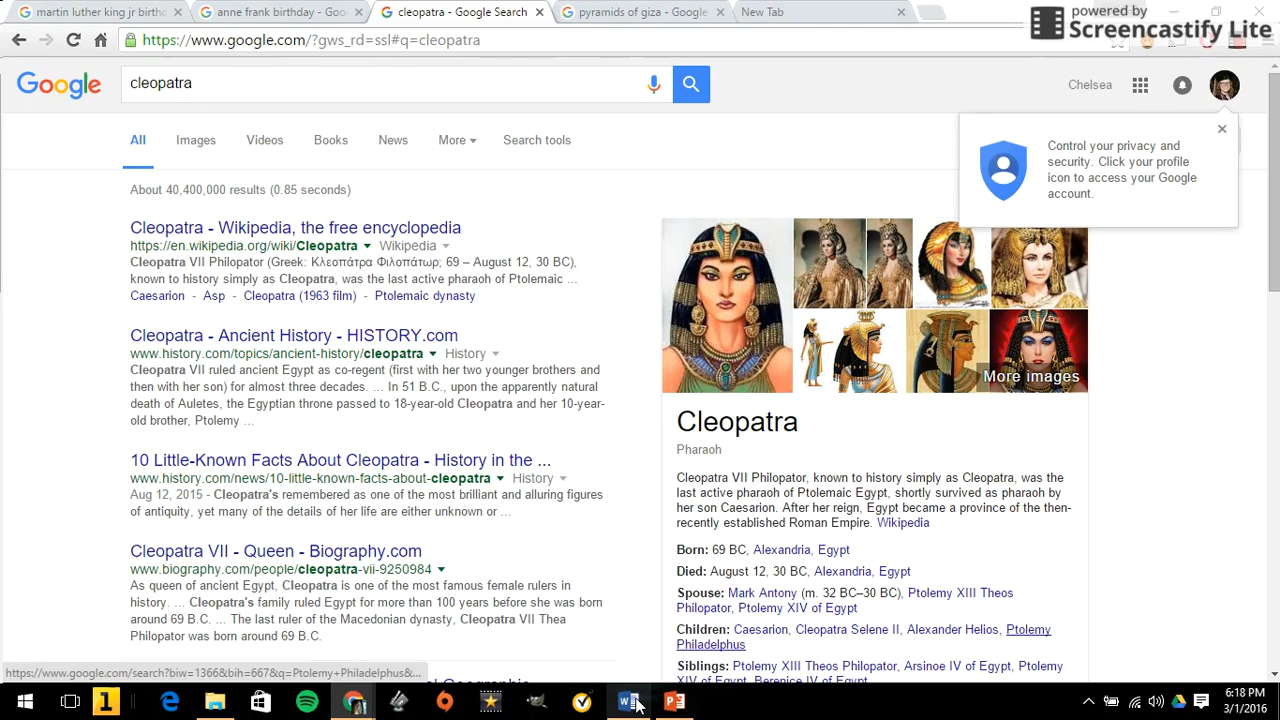 martin luther king jr birthd
anne frank birthday - Goo
cleopatra - Google Search
pyramids of giza - Google
New Tab
powered by
Screencastify Lite
https://www.google.com/?gws_rd=ssl#q=cleopatra
Google
cleopatra
Chelsea
All Images Videos Books News More Search tools
Control your privacy and
security. Click your profile
icon to access your Google
account.
About 40,400,000 results (0.85 seconds)
Cleopatra - Wikipedia, the free encyclopedia
https://en.wikipedia.org/wiki/Cleopatra Wikipedia
Cleopatra VII Philopator (Greek: Κλεοπάτρα Φιλοπάτωρ; 69 – August 12, 30 BC),
known to history simply as Cleopatra, was the last active pharaoh of Ptolemaic ...
Caesarion - Asp - Cleopatra (1963 film) - Ptolemaic dynasty
Cleopatra - Ancient History - HISTORY.com
www.history.com/topics/ancient-history/cleopatra History
Cleopatra VII ruled ancient Egypt as co-regent (first with her two younger brothers and
then with her son) for almost three decades. ... In 51 B.C., upon the apparently natural
death of Auletes, the Egyptian throne passed to 18-year-old Cleopatra and her 10-year-
old brother, Ptolemy ...
10 Little-Known Facts About Cleopatra - History in the ...
www.history.com/news/10-little-known-facts-about-cleopatra History
Aug 12, 2015 - Cleopatra's remembered as one of the most brilliant and alluring figures
of antiquity, yet many of the details of her life are either unknown or ...
Cleopatra VII - Queen - Biography.com
www.biography.com/people/cleopatra-vii-9250984
As queen of ancient Egypt, Cleopatra is one of the most famous female rulers in
history. ... Cleopatra's family ruled Egypt for more than 100 years before she was born
around 69 B.C. ... The last ruler of the Macedonian dynasty, Cleopatra VII Thea
Philopator was born around 69 B.C.
More images
Cleopatra
Pharaoh
Cleopatra VII Philopator, known to history simply as Cleopatra, was the
last active pharaoh of Ptolemaic Egypt, shortly survived as pharaoh by
her son Caesarion. After her reign, Egypt became a province of the then-
recently established Roman Empire. Wikipedia
Born: 69 BC, Alexandria, Egypt
Died: August 12, 30 BC, Alexandria, Egypt
Spouse: Mark Antony (m. 32 BC–30 BC), Ptolemy XIII Theos
Philopator, Ptolemy XIV of Egypt
Children: Caesarion, Cleopatra Selene II, Alexander Helios, Ptolemy
Philadelphus
Siblings: Ptolemy XIII Theos Philopator, Arsinoe IV of Egypt, Ptolemy
XIV of Egypt, Berenice IV of Egypt
https://www.google.com/search?biw=1366&bih=667&q=Ptolemy+Philadelphus&...
1
6:18 PM
3/1/2016